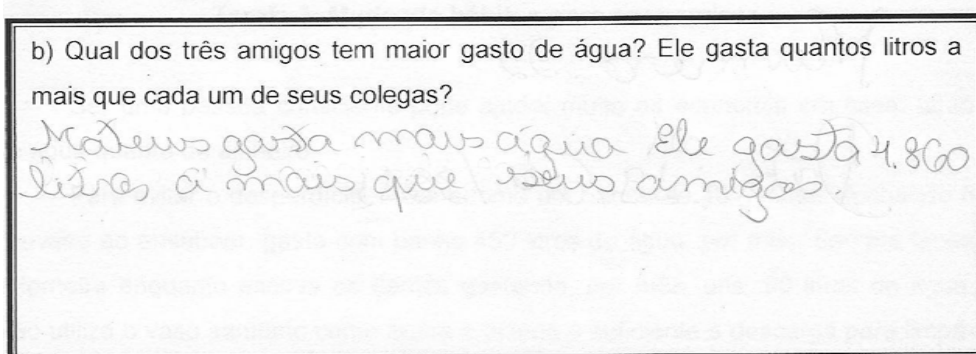 b) Qual dos três amigos tem maior gasto de água? Ele gasta quantos litros a
mais que cada um de seus colegas?
Mateus gasta mais água Ele gasta 4.860
litros a mais que seus amigos